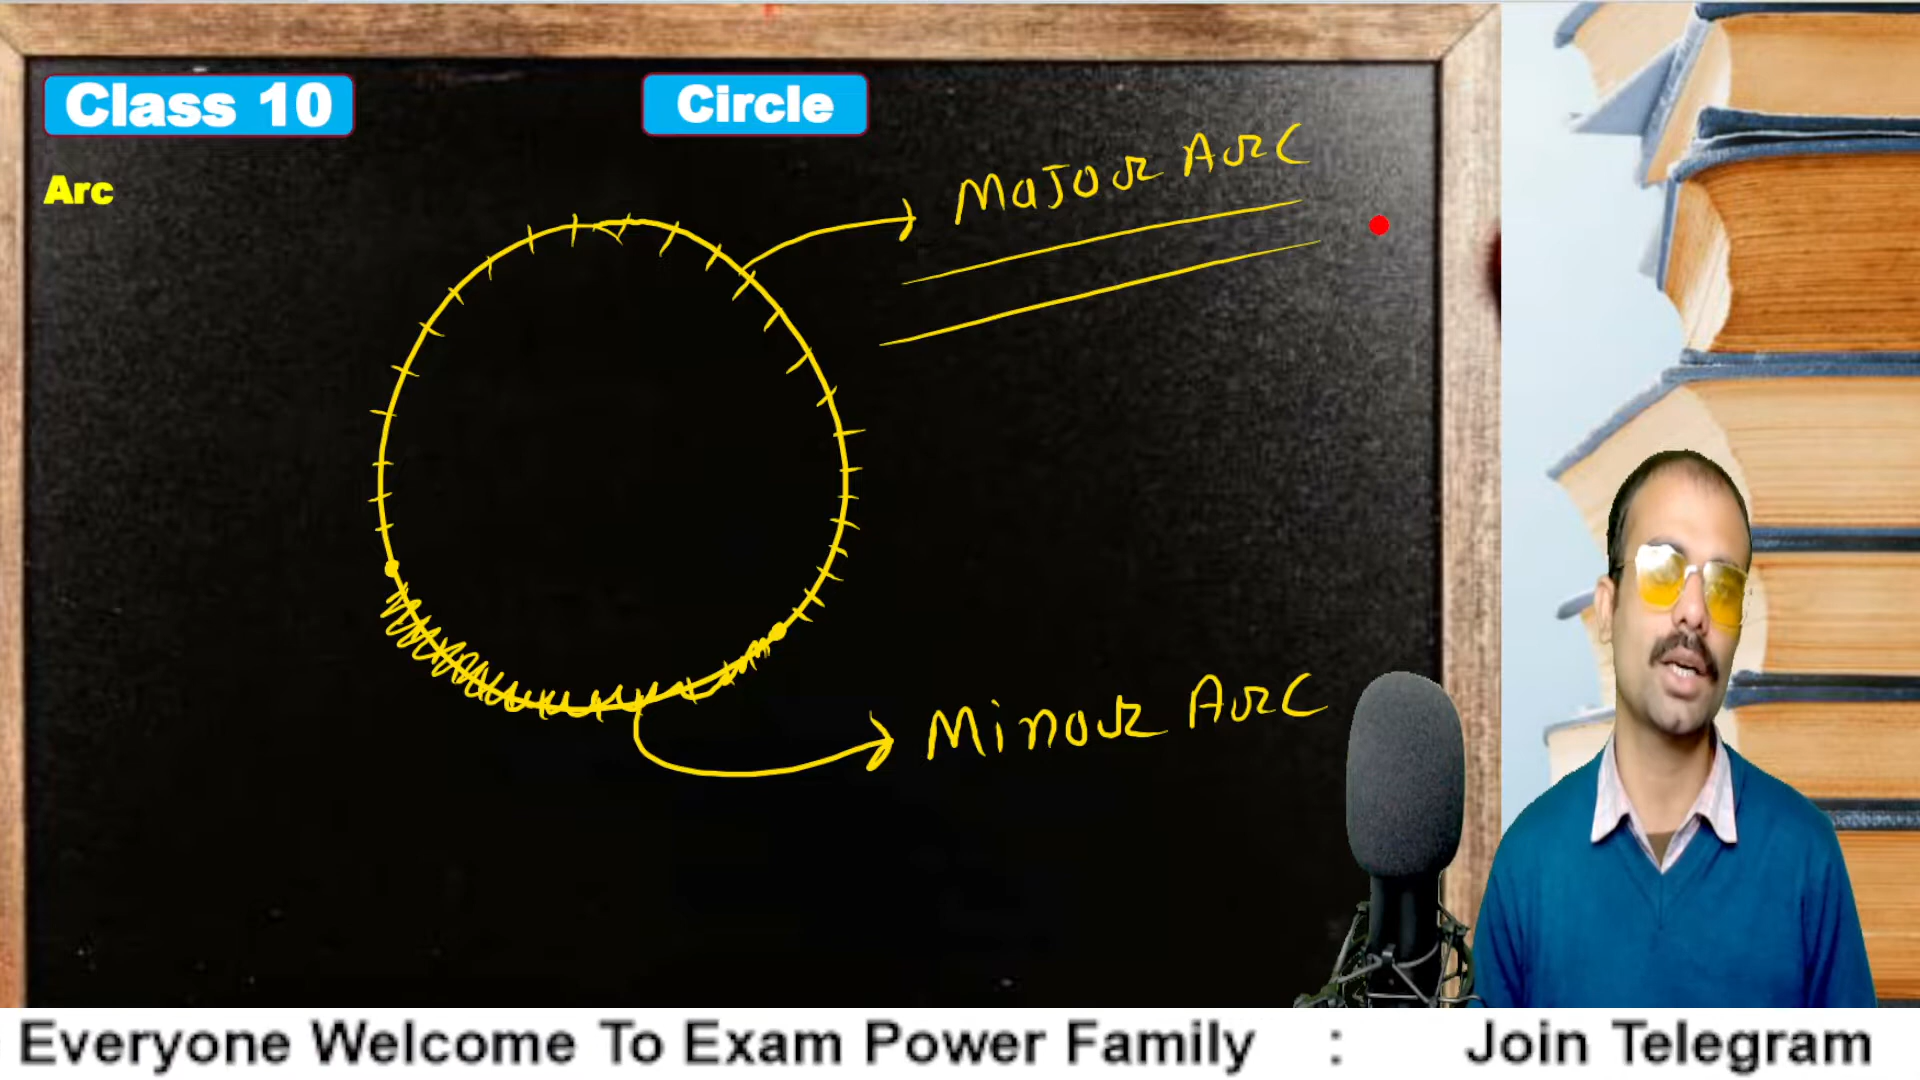 Class 10
Circle
Arc
Major Arc
Minor Arc
Everyone Welcome To Exam Power Family : Join Telegram